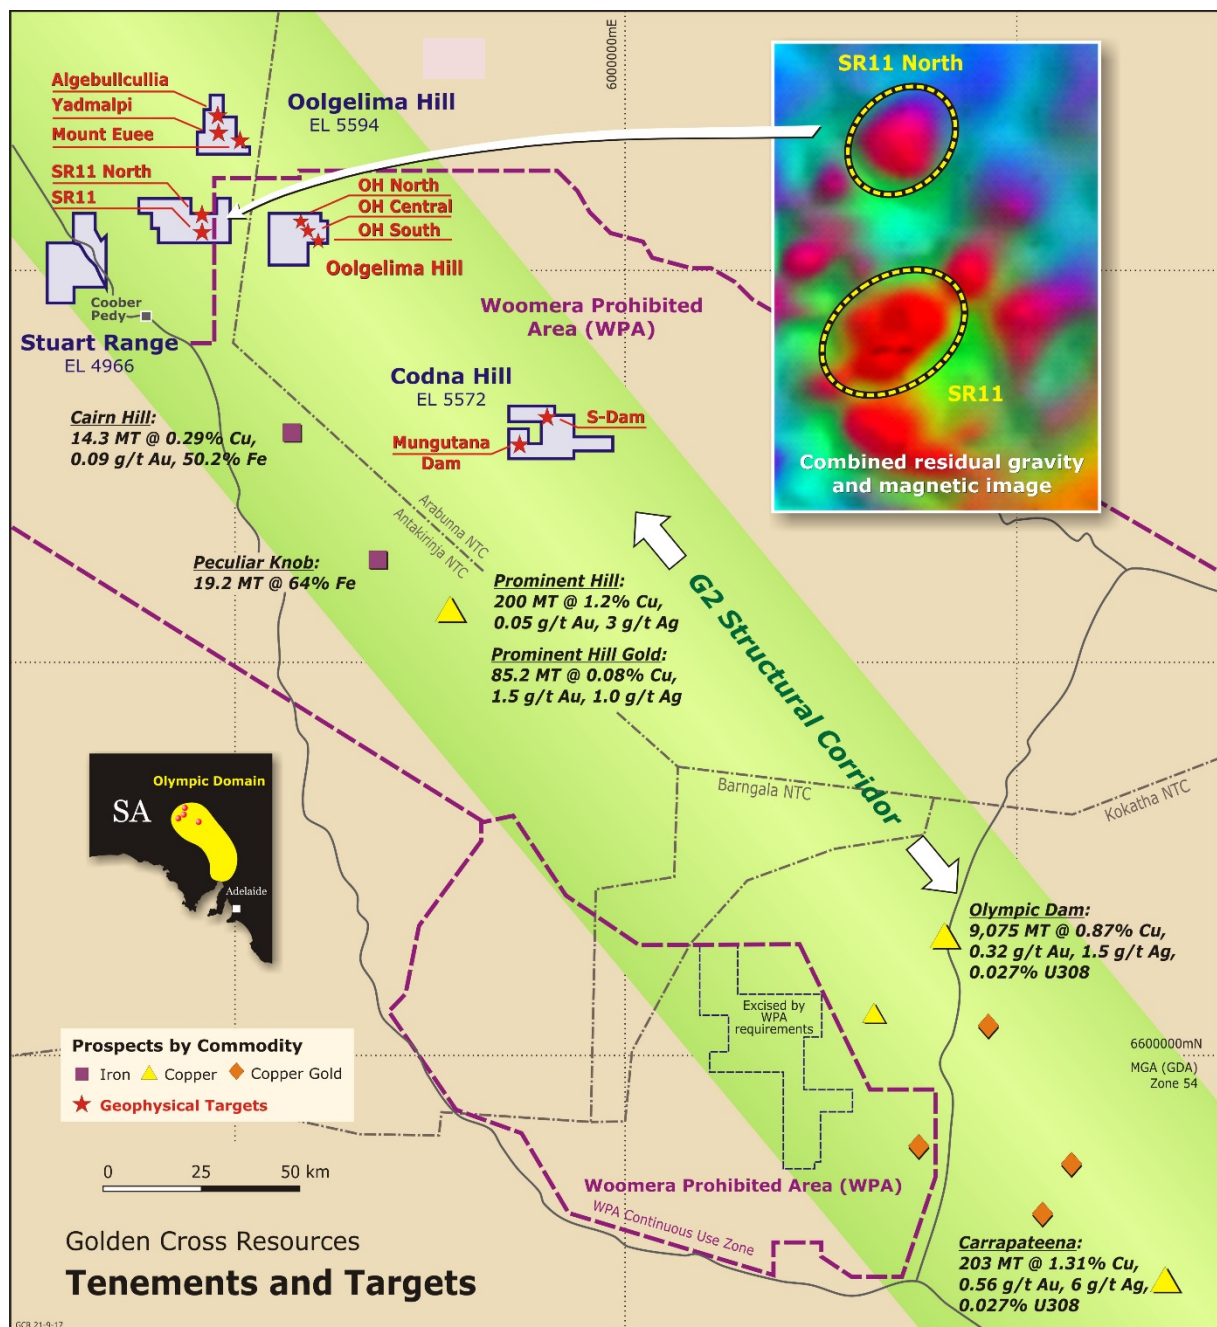 Algebullcullia
Yadmalpi
Mount Euee
SR11 North
SR11
Oolgelima Hill
EL 5594
OH North
OH Central
OH South
Oolgelima Hill
6000000mE
SR11 North
SR11
Combined residual gravity
and magnetic image
Coober
Pedy
Stuart Range
EL 4966
Woomera Prohibited
Area (WPA)
Codna Hill
EL 5572
S-Dam
Mungutana
Dam
Cairn Hill:
14.3 MT @ 0.29% Cu,
0.09 g/t Au, 50.2% Fe
Arabunna NTC
Antakirinja NTC
Peculiar Knob:
19.2 MT @ 64% Fe
Prominent Hill:
200 MT @ 1.2% Cu,
0.05 g/t Au, 3 g/t Ag
Prominent Hill Gold:
85.2 MT @ 0.08% Cu,
1.5 g/t Au, 1.0 g/t Ag
G2 Structural Corridor
Barngala NTC
Kokatha NTC
Olympic Domain
SA
Adelaide
Olympic Dam:
9,075 MT @ 0.87% Cu,
0.32 g/t Au, 1.5 g/t Ag,
0.027% U308
Excised by
WPA
requirements
6600000mN
MGA (GDA)
Zone 54
Prospects by Commodity
Iron Copper Copper Gold
Geophysical Targets
0 25 50 km
Woomera Prohibited Area (WPA)
WPA Continuous Use Zone
Carrapateena:
203 MT @ 1.31% Cu,
0.56 g/t Au, 6 g/t Ag,
0.027% U308
Golden Cross Resources
Tenements and Targets
GCR 21-9-17